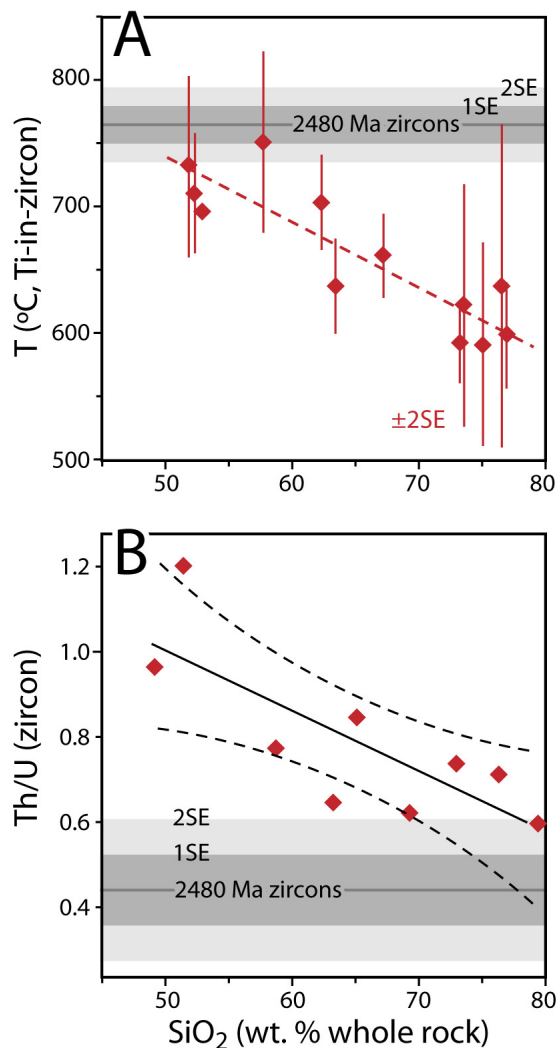 A
800
700
600
500
T (ºC, Ti-in-zircon)
2SE
1SE
2480 Ma zircons
±2SE
50
60
70
80
B
1.2
1.0
0.8
0.6
0.4
Th/U (zircon)
2SE
1SE
2480 Ma zircons
50
60
70
80
SiO₂ (wt. % whole rock)